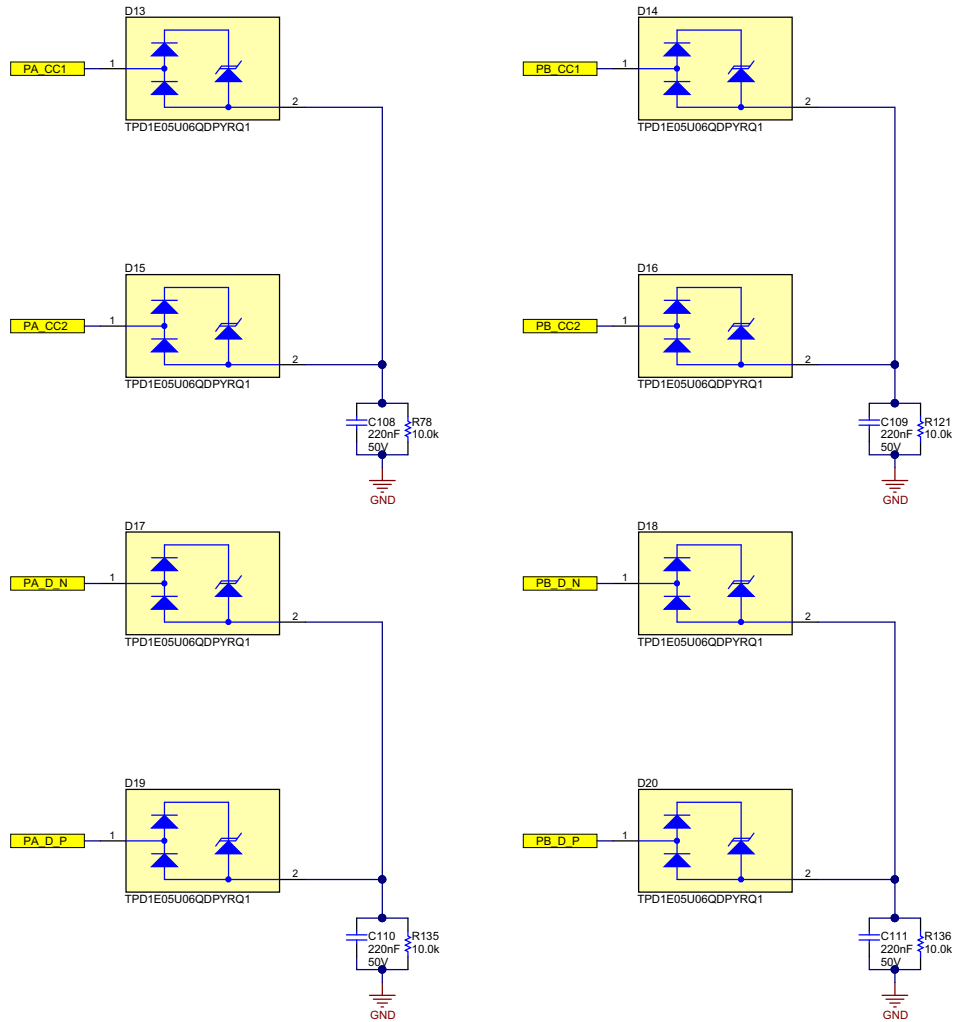 D13
PA_CC1
1
2
TPD1E05U06QDPYRQ1
D14
PB_CC1
1
2
TPD1E05U06QDPYRQ1
D15
PA_CC2
1
2
TPD1E05U06QDPYRQ1
C108
220nF
50V
R78
10.0k
GND
D16
PB_CC2
1
2
TPD1E05U06QDPYRQ1
C109
220nF
50V
R121
10.0k
GND
D17
PA_D_N
1
2
TPD1E05U06QDPYRQ1
D18
PB_D_N
1
2
TPD1E05U06QDPYRQ1
D19
PA_D_P
1
2
TPD1E05U06QDPYRQ1
C110
220nF
50V
R135
10.0k
GND
D20
PB_D_P
1
2
TPD1E05U06QDPYRQ1
C111
220nF
50V
R136
10.0k
GND